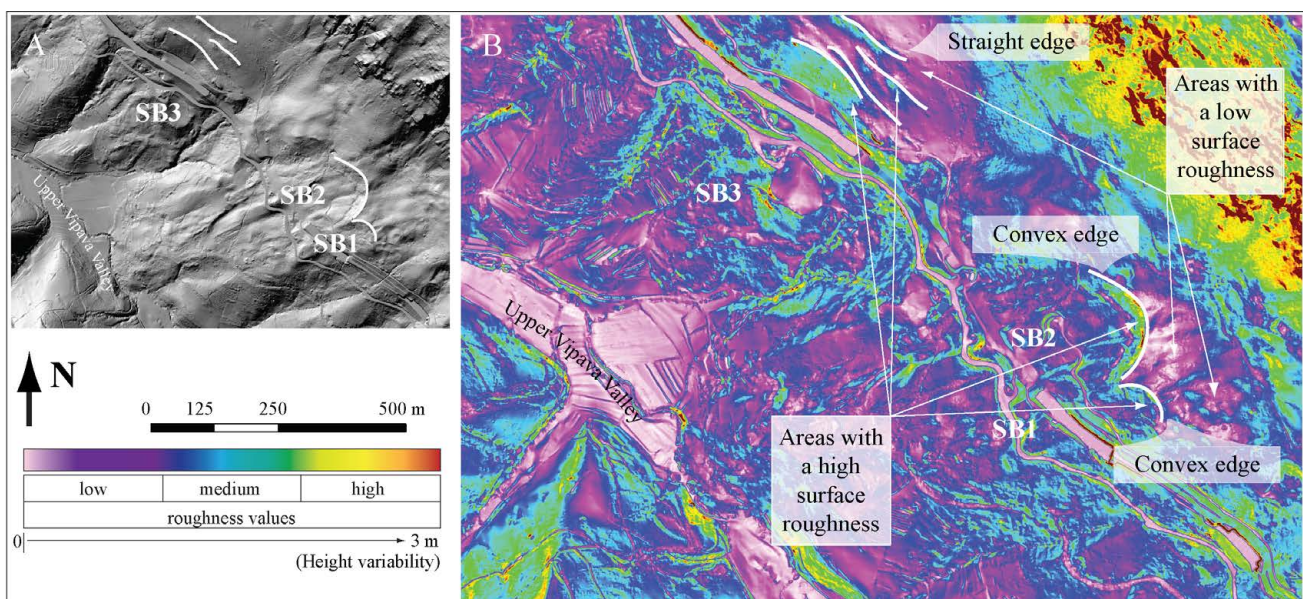 A
SB3
SB2
SB1
Upper Vipava Valley
N
0 125 250 500 m
low medium high
roughness values
0 3 m
(Height variability)
B
Straight edge
Areas with
a low
surface
roughness
SB3
Convex edge
Upper Vipava Valley
SB2
SB1
Areas with
a high
surface
roughness
Convex edge